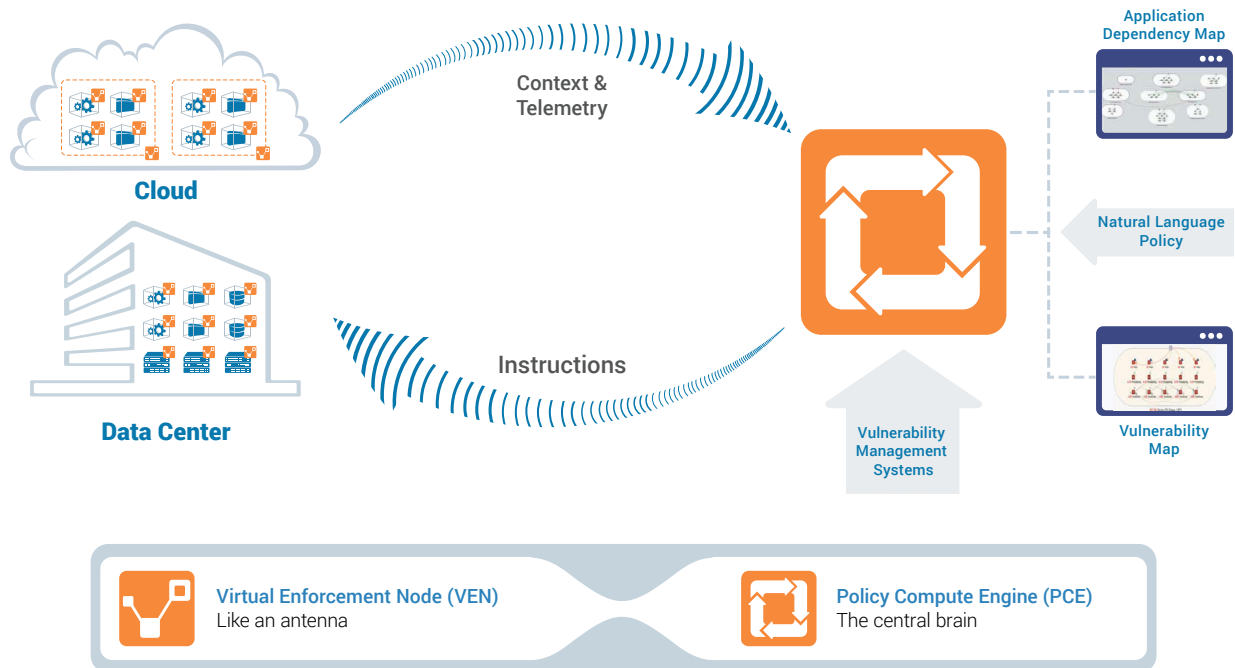 Application
Dependency Map
Context &
Telemetry
Cloud
Natural Language
Policy
Instructions
Data Center
Vulnerability
Management
Systems
Vulnerability
Map
Virtual Enforcement Node (VEN)
Like an antenna
Policy Compute Engine (PCE)
The central brain